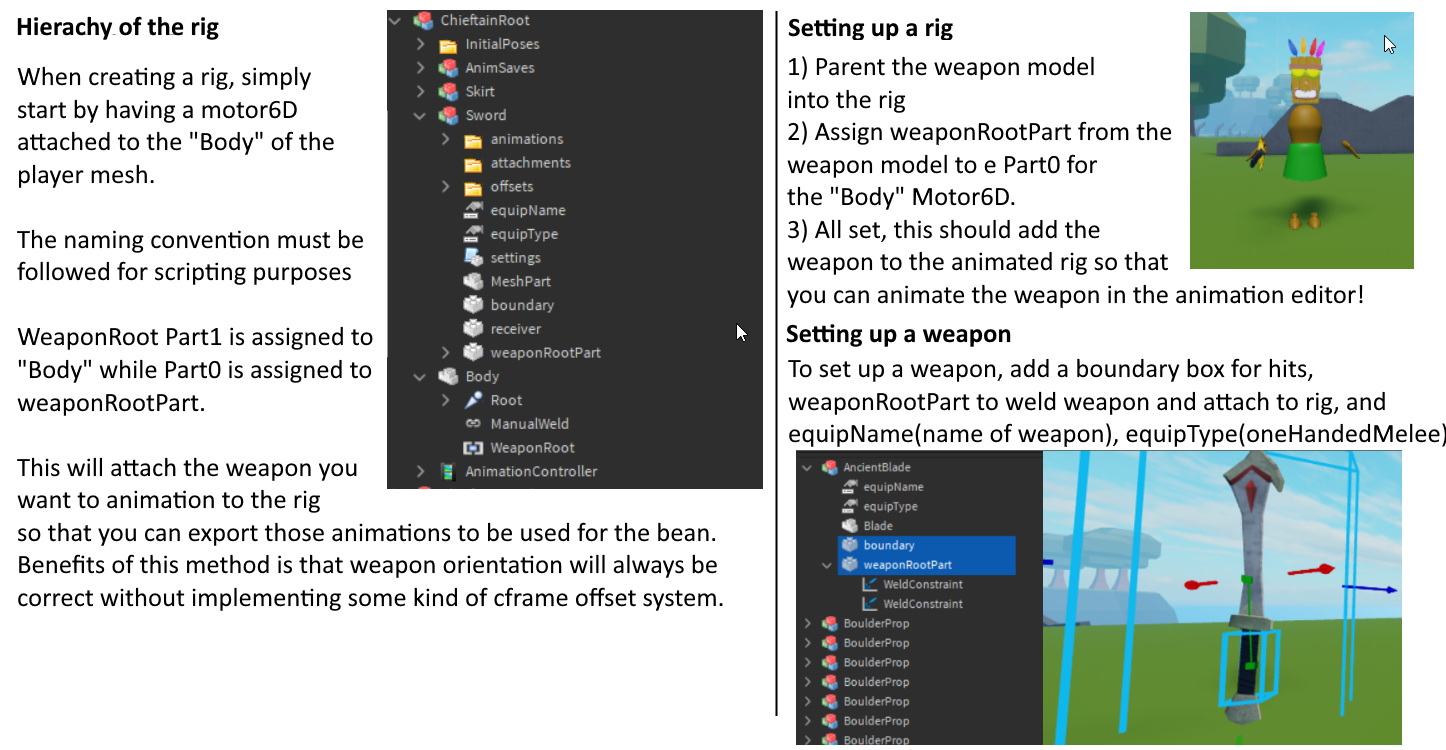 Hierachy of the rig
When creating a rig, simply
start by having a motor6D
attached to the "Body" of the
player mesh.
The naming convention must be
followed for scripting purposes
WeaponRoot Part1 is assigned to
"Body" while Part0 is assigned to
weaponRootPart.
This will attach the weapon you
want to animation to the rig
so that you can export those animations to be used for the bean.
Benefits of this method is that weapon orientation will always be
correct without implementing some kind of cframe offset system.
ChieftainRoot
InitialPoses
AnimSaves
Skirt
Sword
animations
attachments
offsets
equipName
equipType
settings
MeshPart
boundary
receiver
weaponRootPart
Body
Root
ManualWeld
WeaponRoot
AnimationController
Setting up a rig
1) Parent the weapon model
into the rig
2) Assign weaponRootPart from the
weapon model to e Part0 for
the "Body" Motor6D.
3) All set, this should add the
weapon to the animated rig so that
you can animate the weapon in the animation editor!
Setting up a weapon
To set up a weapon, add a boundary box for hits,
weaponRootPart to weld weapon and attach to rig, and
equipName(name of weapon), equipType(oneHandedMelee)
AncientBlade
equipName
equipType
Blade
boundary
weaponRootPart
WeldConstraint
WeldConstraint
BoulderProp
BoulderProp
BoulderProp
BoulderProp
BoulderProp
BoulderProp
BoulderProp